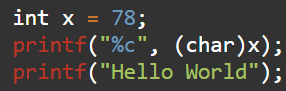 int x = 78;
printf("%c", (char)x);
printf("Hello World");